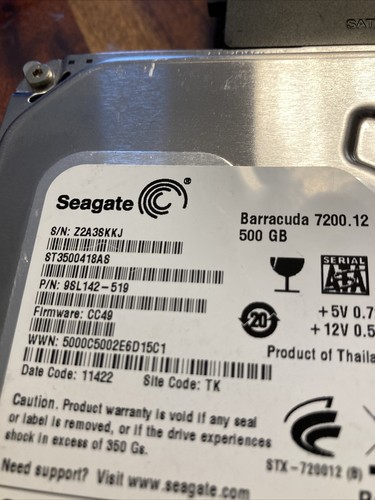 SATA
Seagate®
Barracuda 7200.12
500 GB
S/N: Z2A3SKKJ
ST3500418AS
SERIAL
SATA
P/N: 9SL142-519
Firmware: CC49
20
+5V 0.7
+12V 0.5
WWN: 5000C5002E6D15C1
Product of Thaila
Date Code: 11422 Site Code: TK
Caution. Product warranty is void if any seal
or label is removed, or if the drive experiences
shock in excess of 350 Gs.
STX-720012 (B)
Need support? Visit www.seagate.com